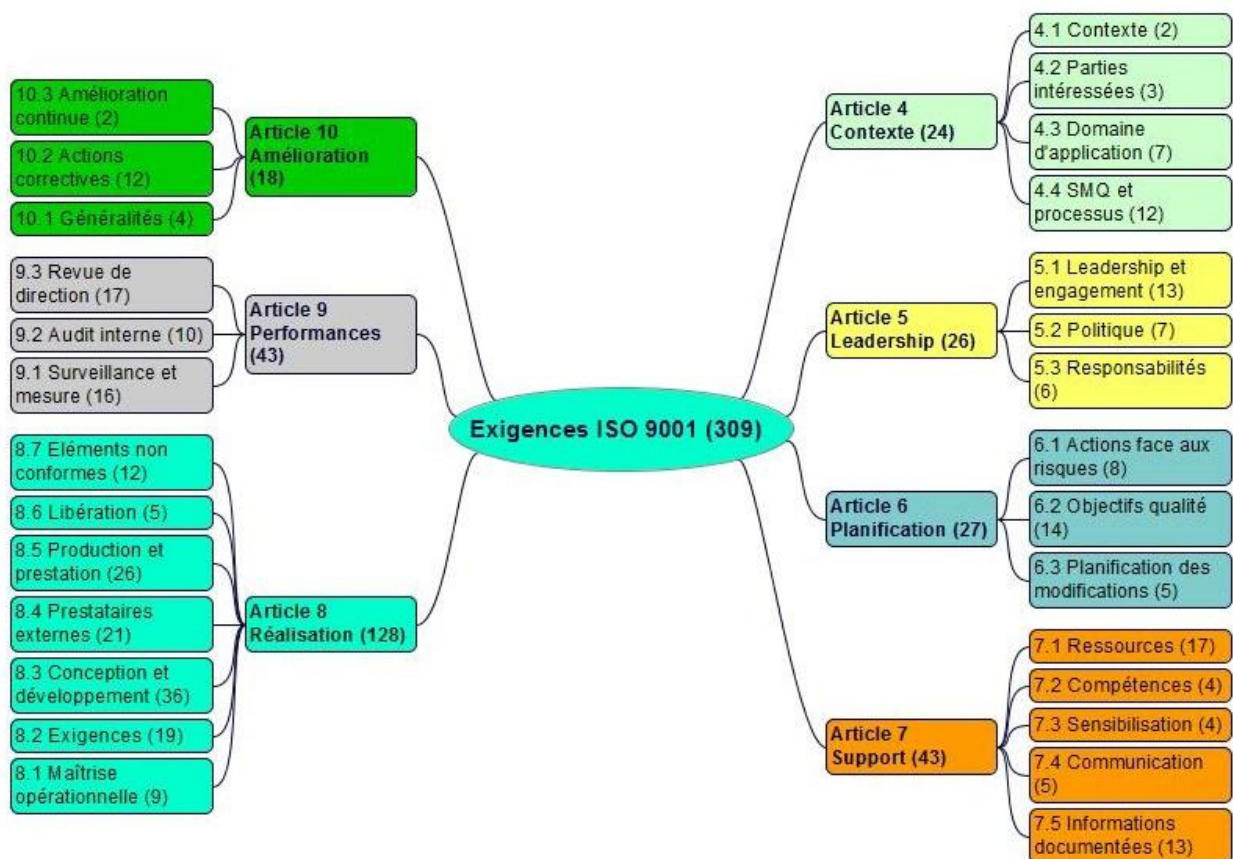 Exigences ISO 9001 (309)
Article 4
Contexte (24)
4.1 Contexte (2)
4.2 Parties
intéressées (3)
4.3 Domaine
d'application (7)
4.4 SMQ et
processus (12)
Article 5
Leadership (26)
5.1 Leadership et
engagement (13)
5.2 Politique (7)
5.3 Responsabilités
(6)
Article 6
Planification (27)
6.1 Actions face aux
risques (8)
6.2 Objectifs qualité
(14)
6.3 Planification des
modifications (5)
Article 7
Support (43)
7.1 Ressources (17)
7.2 Compétences (4)
7.3 Sensibilisation (4)
7.4 Communication
(5)
7.5 Informations
documentées (13)
Article 10
Amélioration
(18)
10.3 Amélioration
continue (2)
10.2 Actions
correctives (12)
10.1 Généralités (4)
Article 9
Performances
(43)
9.3 Revue de
direction (17)
9.2 Audit interne (10)
9.1 Surveillance et
mesure (16)
Article 8
Réalisation (128)
8.7 Eléments non
conformes (12)
8.6 Libération (5)
8.5 Production et
prestation (26)
8.4 Prestataires
externes (21)
8.3 Conception et
développement (36)
8.2 Exigences (19)
8.1 Maîtrise
opérationnelle (9)